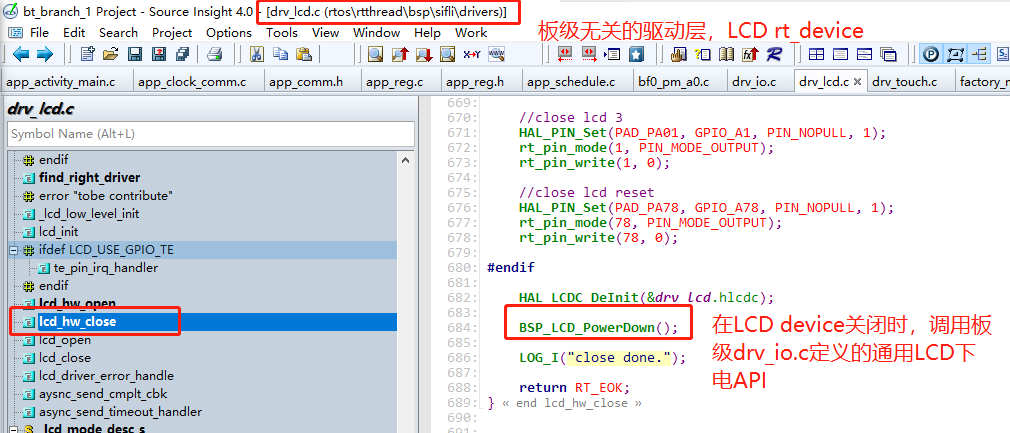 bt_branch_1 Project - Source Insight 4.0 - [drv_lcd.c (rtos\rtthread\bsp\sifli\drivers)]
File Edit Search Project Options Tools View Window Help Work
板级无关的驱动层，LCD rt_device
app_activity_main.c app_clock_comm.c app_comm.h app_reg.c app_reg.h app_schedule.c bf0_pm_a0.c drv_io.c drv_lcd.c drv_touch.c factory_r
drv_lcd.c
Symbol Name (Alt+L)
endif
find_right_driver
error "tobe contribute"
_lcd_low_level_init
lcd_init
ifdef LCD_USE_GPIO_TE
te_pin_irq_handler
endif
lcd_hw_open
lcd_hw_close
lcd_open
lcd_close
lcd_driver_error_handle
aysnc_send_cmplt_cbk
async_send_timeout_handler
lcd_mode_desc_s
669:
670: //close lcd 3
671: HAL_PIN_Set(PAD_PA01, GPIO_A1, PIN_NOPULL, 1);
672: rt_pin_mode(1, PIN_MODE_OUTPUT);
673: rt_pin_write(1, 0);
674:
675: //close lcd reset
676: HAL_PIN_Set(PAD_PA78, GPIO_A78, PIN_NOPULL, 1);
677: rt_pin_mode(78, PIN_MODE_OUTPUT);
678: rt_pin_write(78, 0);
679:
680: #endif
681:
682: HAL_LCDC_DeInit(&drv_lcd.hlcdc);
683:
684: BSP_LCD_PowerDown();
685:
686: LOG_I("close done.");
687:
688: return RT_EOK;
689: } « end lcd_hw_close »
690:
在LCD device关闭时，调用板
级drv_io.c定义的通用LCD下
电API